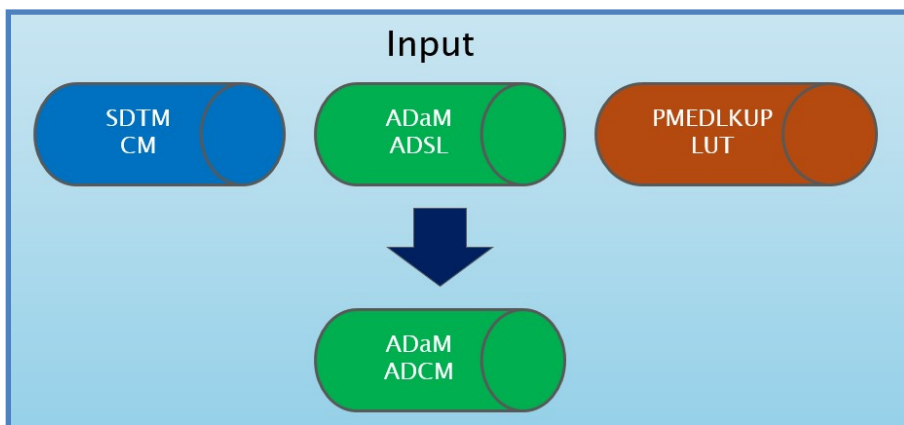 Input
SDTM
CM
ADaM
ADSL
PMEDLKUP
LUT
ADaM
ADCM